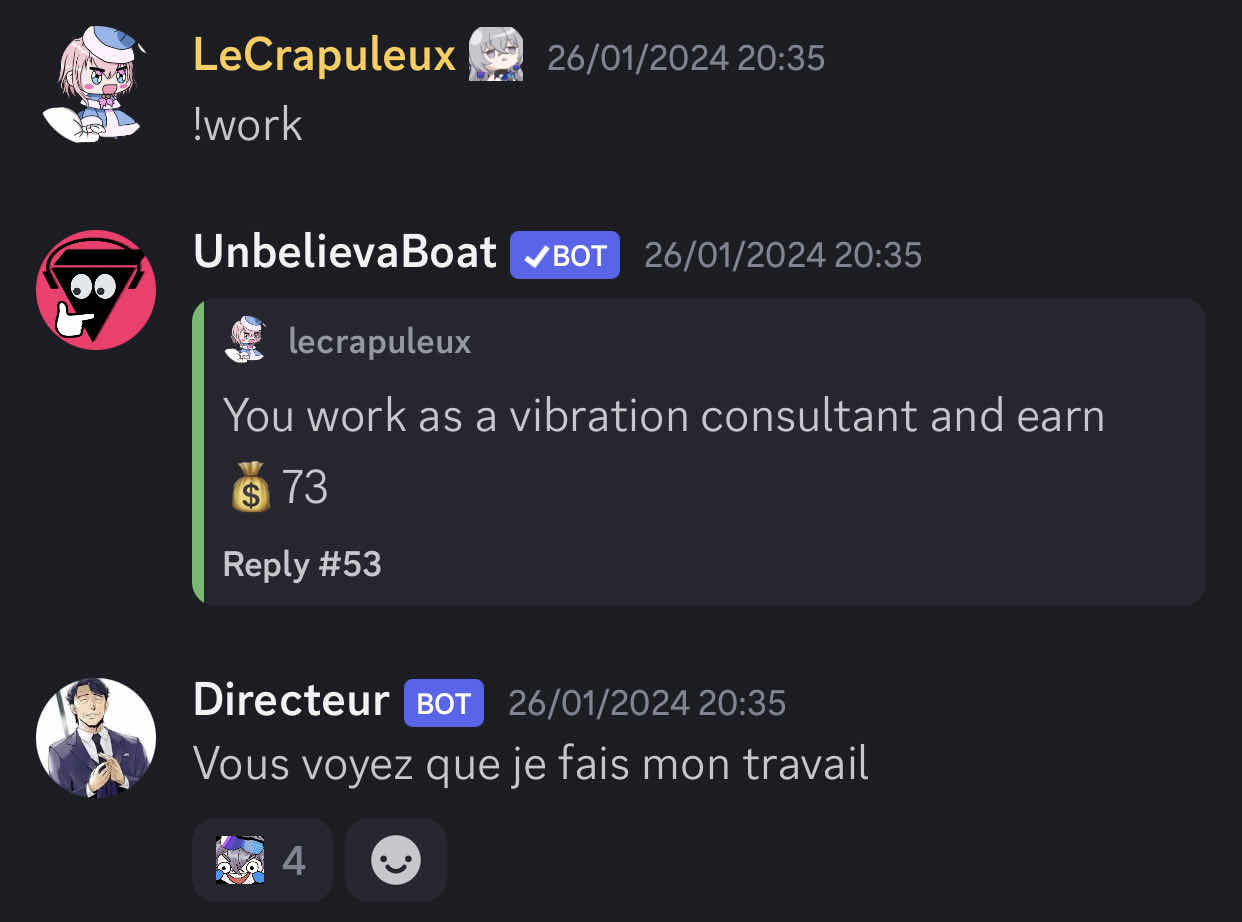 LeCrapuleux 26/01/2024 20:35
!work
UnbelievaBoat BOT 26/01/2024 20:35
lecrapuleux
You work as a vibration consultant and earn
💰73
Reply #53
Directeur BOT 26/01/2024 20:35
Vous voyez que je fais mon travail
4